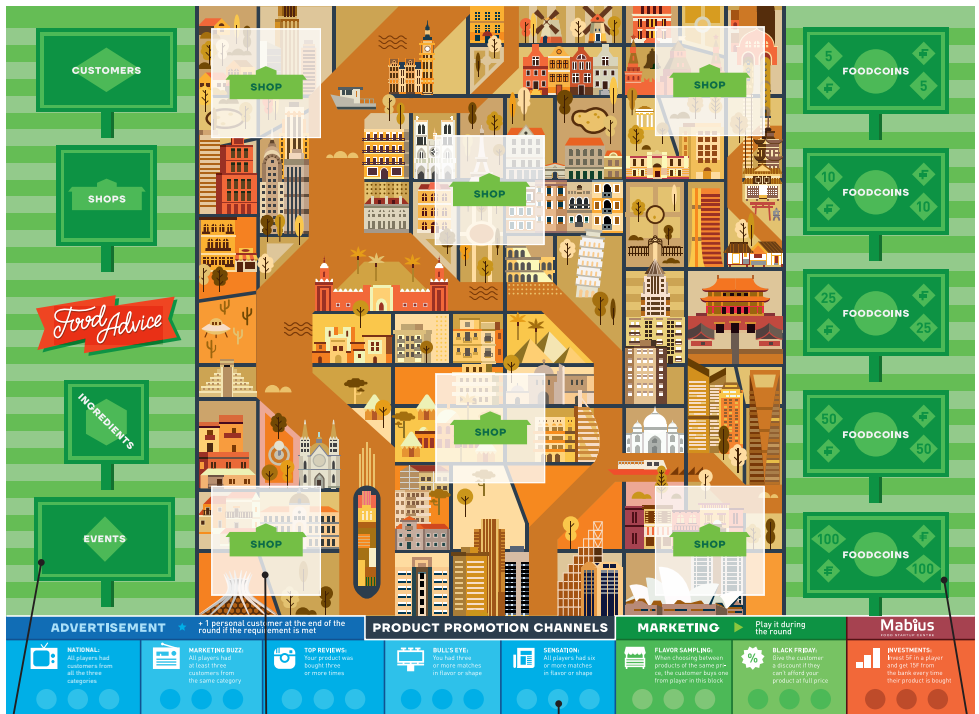 CUSTOMERS
SHOPS
Food Advice
INGREDIENTS
EVENTS
SHOP
SHOP
SHOP
SHOP
SHOP
SHOP
5
FOODCOINS
5
10
FOODCOINS
10
25
FOODCOINS
25
50
FOODCOINS
50
100
FOODCOINS
100
ADVERTISEMENT
+ 1 personal customer at the end of the
round if the requirement is met
PRODUCT PROMOTION CHANNELS
MARKETING
Play it during
the round
Mabius
FOOD STARTUP CENTRE
NATIONAL:
All players had
customers from
all the three
categories.
MARKETING BUZZ:
All players had
at least three
customers from
the same category
TOP REVIEWS:
Your product was
bought three
or more times
BULL'S EYE:
You had three
or more matches
in flavor or shape
SENSATION:
All players had six
or more matches
in flavor or shape
FLAVOR SAMPLING:
When choosing between
products of the same pri-
ce, the customer buys one
from player in this block
BLACK FRIDAY:
Give the customer
a discount if they
can't afford your
product at full price
INVESTMENTS:
Invest 5F in a player
and get 15F from
the bank every time
their product is bought